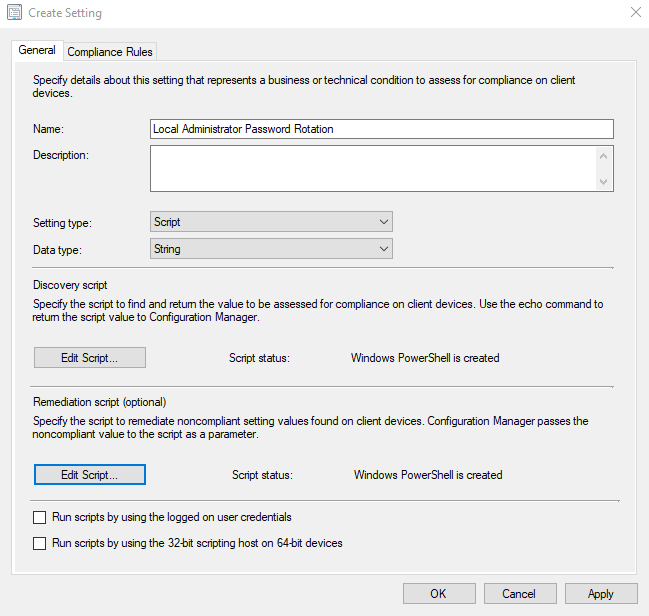 Create Setting
General
Compliance Rules
Specify details about this setting that represents a business or technical condition to assess for compliance on client
devices.
Name:
Local Administrator Password Rotation
Description:
Setting type:
Script
Data type:
String
Discovery script
Specify the script to find and return the value to be assessed for compliance on client devices. Use the echo command to
return the script value to Configuration Manager.
Edit Script...
Script status:
Windows PowerShell is created
Remediation script (optional)
Specify the script to remediate noncompliant setting values found on client devices. Configuration Manager passes the
noncompliant value to the script as a parameter.
Edit Script...
Script status:
Windows PowerShell is created
Run scripts by using the logged on user credentials
Run scripts by using the 32-bit scripting host on 64-bit devices
OK
Cancel
Apply